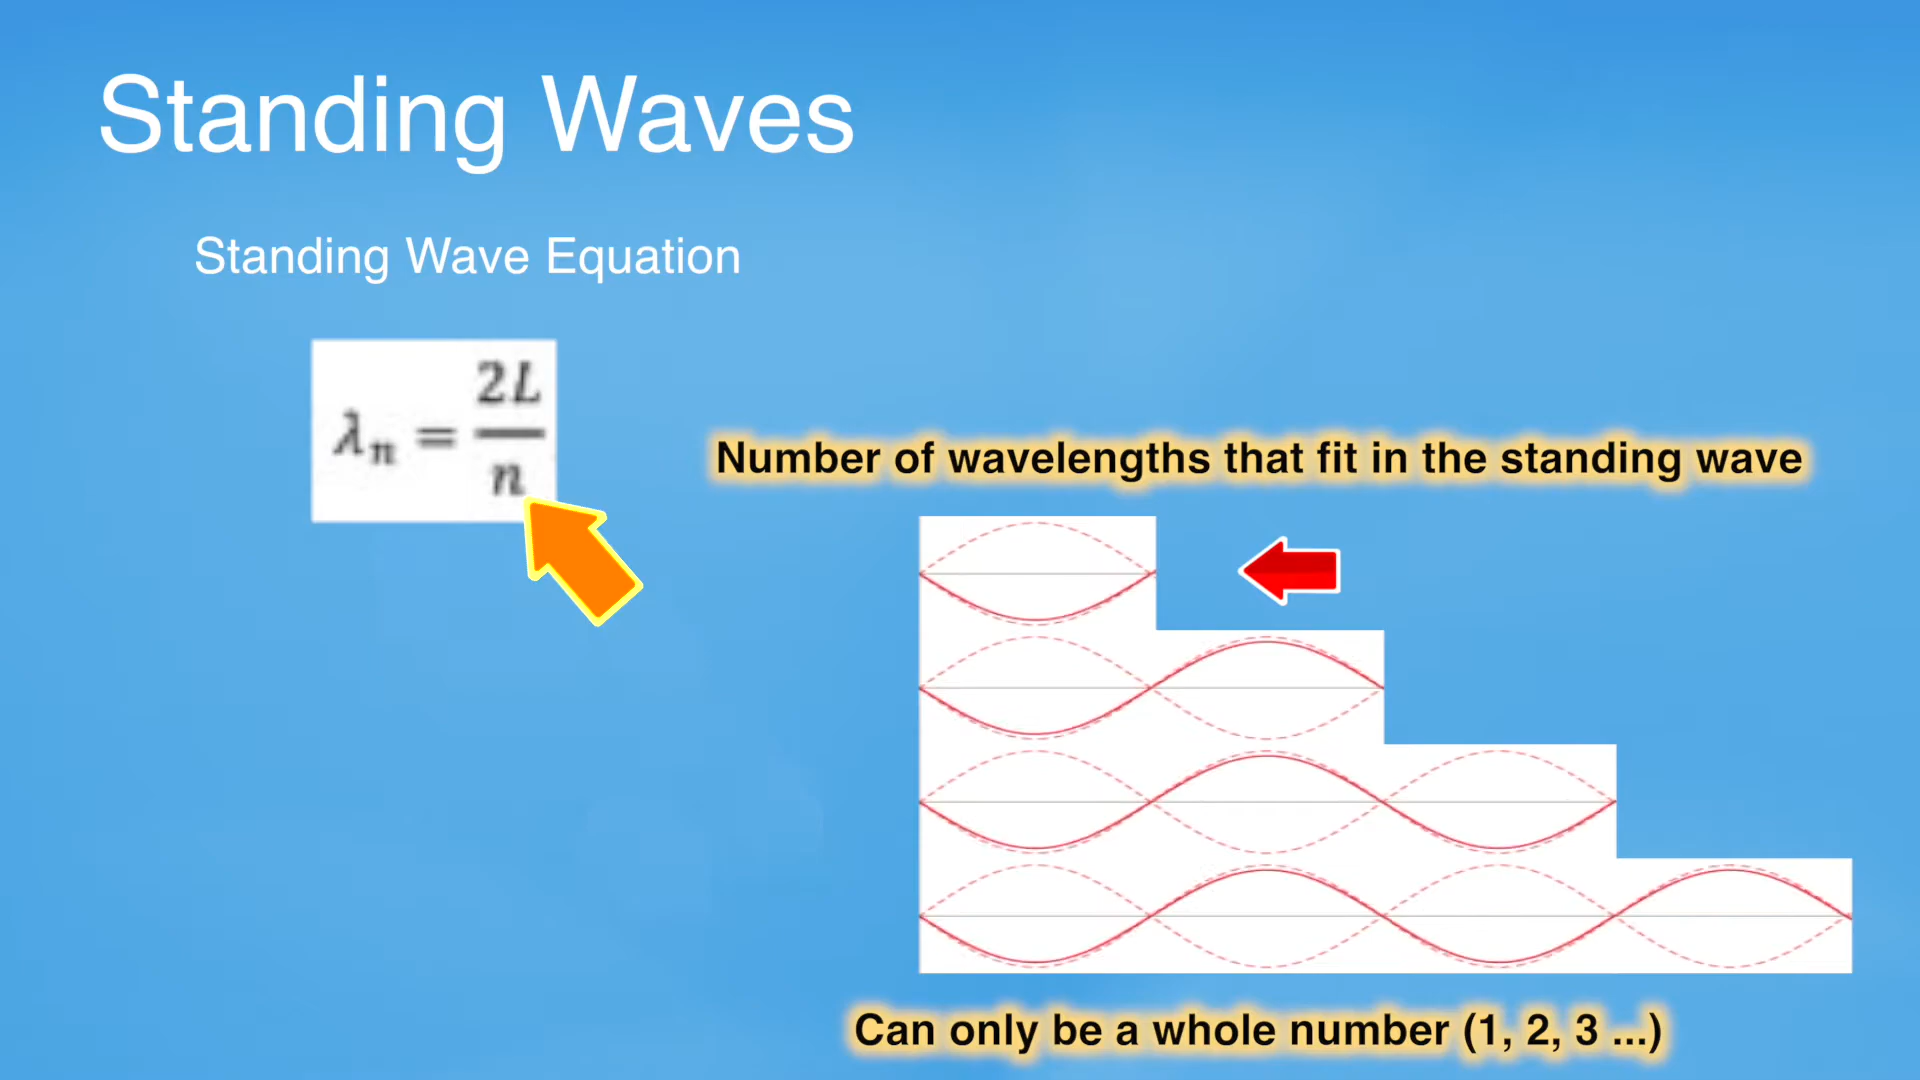 Standing Waves
Standing Wave Equation
λₙ = 2L/n
Number of wavelengths that fit in the standing wave
Can only be a whole number (1, 2, 3 ...)